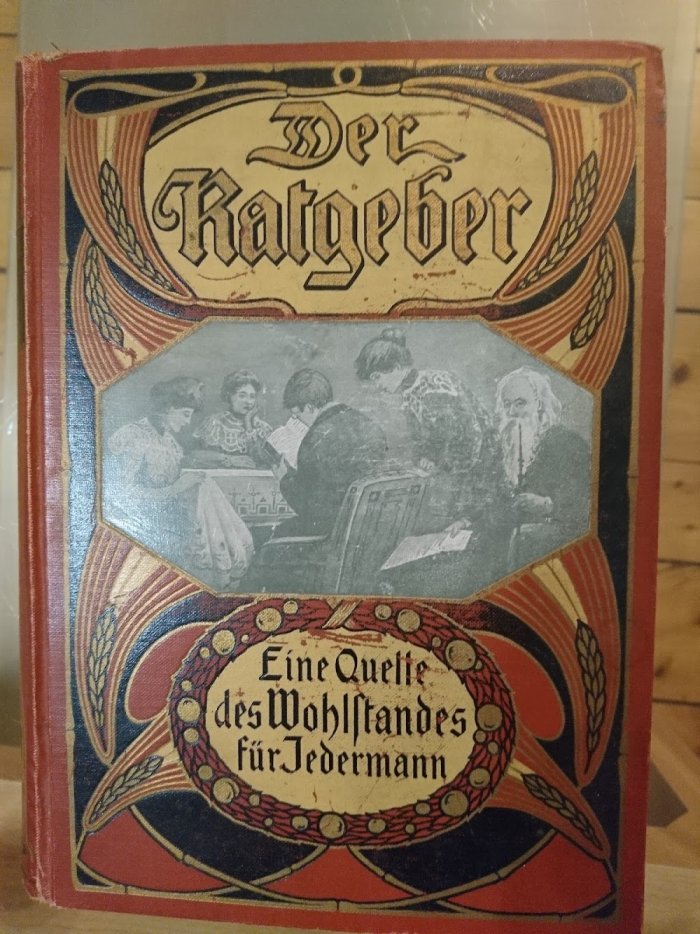 Der
Ratgeber
Eine Quelle
des Wohlſtandes
für Jedermann